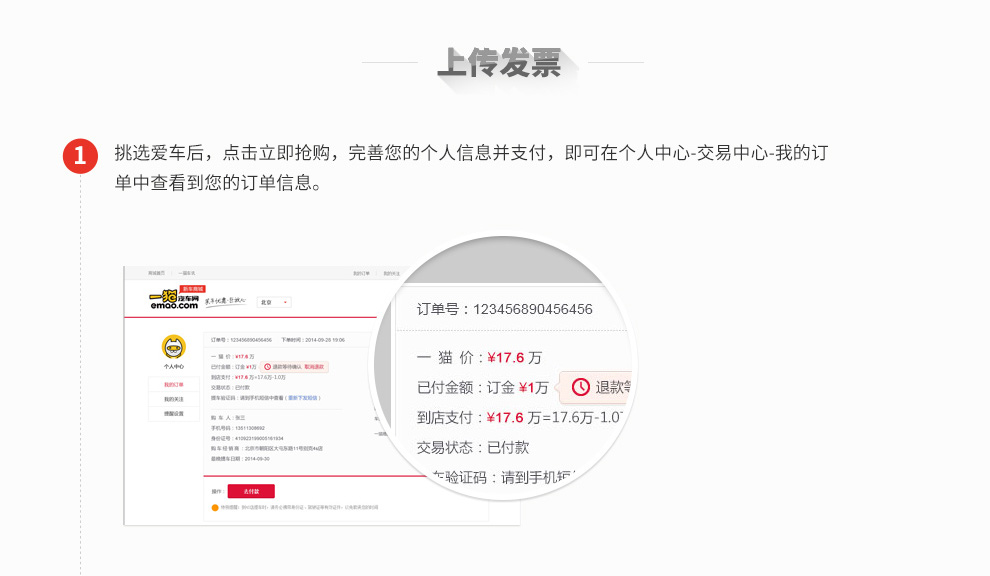 上传发票
1
挑选爱车后，点击立即抢购，完善您的个人信息并支付，即可在个人中心-交易中心-我的订
单中查看到您的订单信息。
商城首页 一猫车名
我的订单 我的关注
新车商城
一猫汽车网
emao.com
买车优惠·且放心
北京
个人中心
我的订单
我的关注
提醒设置
订单号：123456890406456 下单时间：2014-09-28 19:06
一 猫 价：¥17.6 万
已付金额：订金 ¥1万 退款等待确认 取消退款
到店支付：¥17.6 万=17.6万-1.0万
交易状态：已付款
提车验证码：请到手机短信中查看（重新下发短信）
购 车 人：张三
手机号码：13611309692
身份证号：410923199005161034
购 车 经 销 商：北京市朝阳区大屯东路11号前四4s店
最晚提车日期：2014-09-30
操作：去付款
订单号：123456890456456
一 猫 价：¥17.6 万
已付金额：订金 ¥1万 退款等
到店支付：¥17.6 万=17.6万-1.0
交易状态：已付款
车验证码：请到手机短